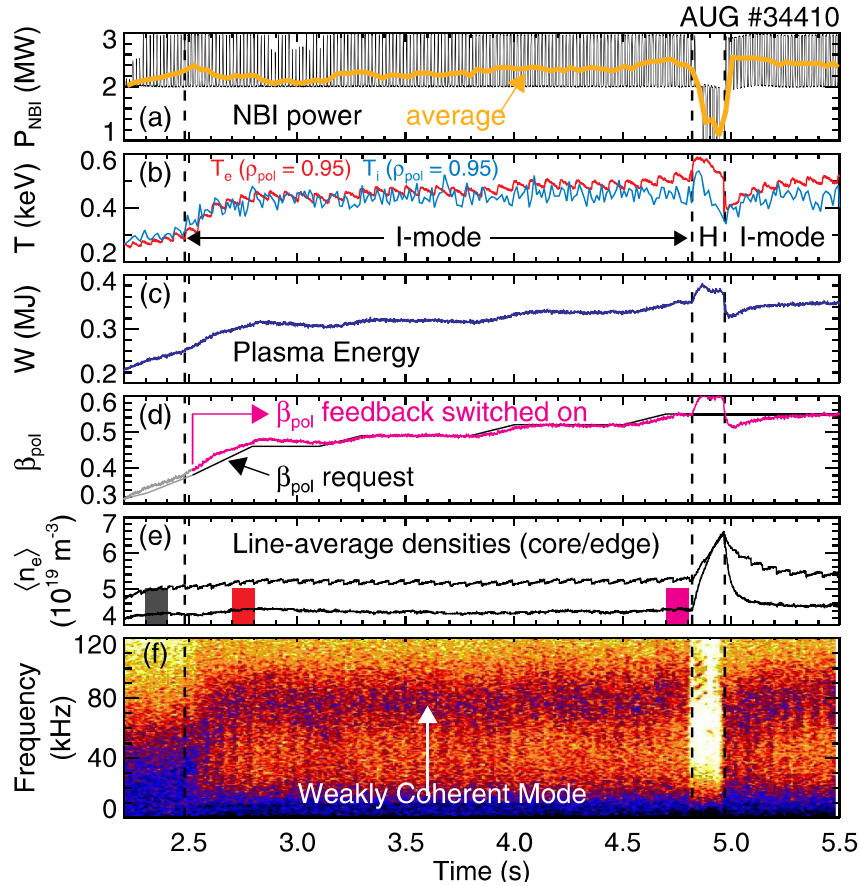 AUG #34410
P_NBI (MW)
3
2
1
(a)
NBI power
average
T (keV)
0.6
0.4
0.2
(b)
T_e (ρ_pol = 0.95)
T_i (ρ_pol = 0.95)
I-mode
H
I-mode
W (MJ)
0.4
0.3
0.2
(c)
Plasma Energy
β_pol
0.6
0.5
0.4
0.3
(d)
β_pol feedback switched on
β_pol request
⟨n_e⟩
(10^19 m^-3)
7
6
5
4
(e)
Line-average densities (core/edge)
Frequency
(kHz)
120
80
40
0
(f)
Weakly Coherent Mode
2.5
3.0
3.5
4.0
4.5
5.0
5.5
Time (s)